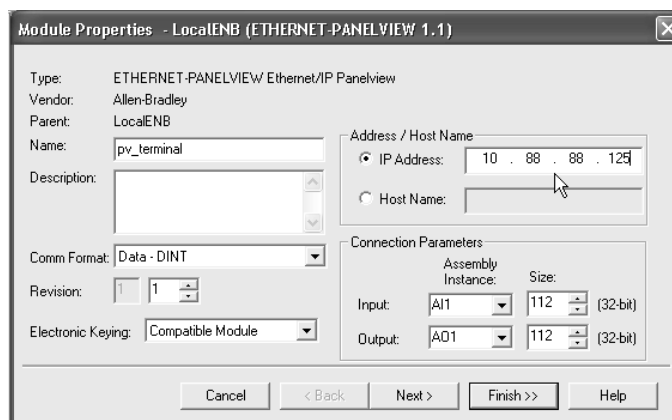 Module Properties - LocalENB (ETHERNET-PANELVIEW 1.1)
Type: ETHERNET-PANELVIEW Ethernet/IP Panelview
Vendor: Allen-Bradley
Parent: LocalENB
Name: pv_terminal
Description:
Comm Format: Data - DINT
Revision: 1 1
Electronic Keying: Compatible Module
Address / Host Name
IP Address: 10 . 88 . 88 . 125
Host Name:
Connection Parameters
Assembly
Instance: Size:
Input: AI1 112 (32-bit)
Output: AO1 112 (32-bit)
Cancel < Back Next > Finish >> Help